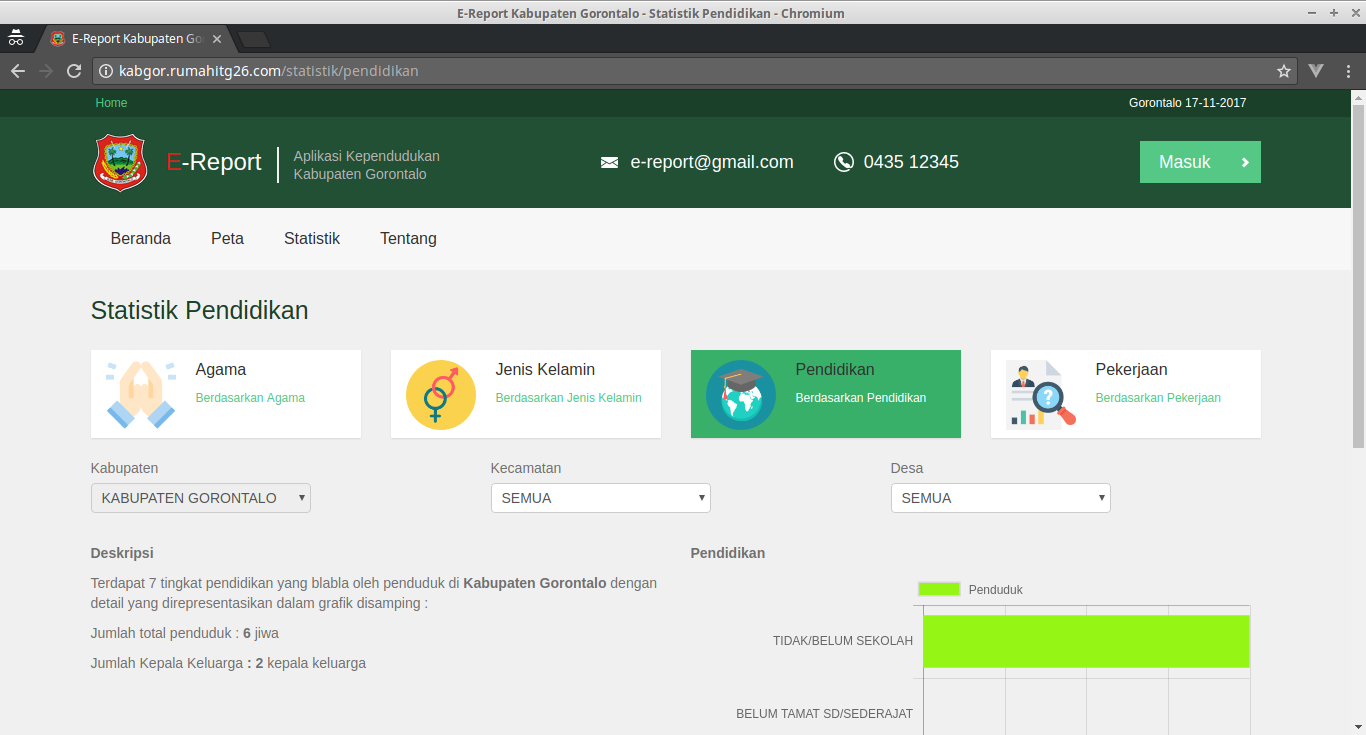 E-Report Kabupaten Gorontalo - Statistik Pendidikan - Chromium
E-Report Kabupaten Go
kabgor.rumahitg26.com/statistik/pendidikan
Home
Gorontalo 17-11-2017
E-Report
Aplikasi Kependudukan
Kabupaten Gorontalo
e-report@gmail.com
0435 12345
Masuk
Beranda Peta Statistik Tentang
Statistik Pendidikan
Agama
Berdasarkan Agama
Jenis Kelamin
Berdasarkan Jenis Kelamin
Pendidikan
Berdasarkan Pendidikan
Pekerjaan
Berdasarkan Pekerjaan
Kabupaten
KABUPATEN GORONTALO
Kecamatan
SEMUA
Desa
SEMUA
Deskripsi
Terdapat 7 tingkat pendidikan yang blabla oleh penduduk di Kabupaten Gorontalo dengan
detail yang direpresentasikan dalam grafik disamping :
Jumlah total penduduk : 6 jiwa
Jumlah Kepala Keluarga : 2 kepala keluarga
Pendidikan
Penduduk
TIDAK/BELUM SEKOLAH
BELUM TAMAT SD/SEDERAJAT